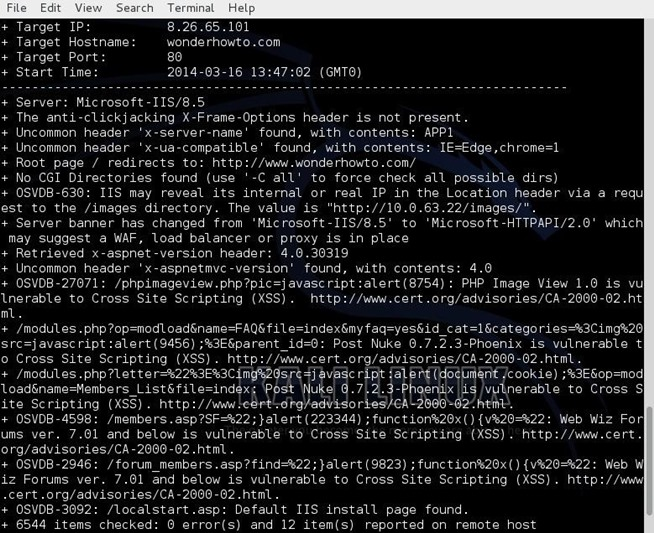 File Edit View Search Terminal Help
+ Target IP: 8.26.65.101
+ Target Hostname: wonderhowto.com
+ Target Port: 80
+ Start Time: 2014-03-16 13:47:02 (GMT0)
---------------------------------------------------------------------------
+ Server: Microsoft-IIS/8.5
+ The anti-clickjacking X-Frame-Options header is not present.
+ Uncommon header 'x-server-name' found, with contents: APP1
+ Uncommon header 'x-ua-compatible' found, with contents: IE=Edge,chrome=1
+ Root page / redirects to: http://www.wonderhowto.com/
+ No CGI Directories found (use '-C all' to force check all possible dirs)
+ OSVDB-630: IIS may reveal its internal or real IP in the Location header via a requ
est to the /images directory. The value is "http://10.0.63.22/images/".
+ Server banner has changed from 'Microsoft-IIS/8.5' to 'Microsoft-HTTPAPI/2.0' which
 may suggest a WAF, load balancer or proxy is in place
+ Retrieved x-aspnet-version header: 4.0.30319
+ Uncommon header 'x-aspnetmvc-version' found, with contents: 4.0
+ OSVDB-27071: /phpimageview.php?pic=javascript:alert(8754): PHP Image View 1.0 is vu
lnerable to Cross Site Scripting (XSS).  http://www.cert.org/advisories/CA-2000-02.ht
ml.
+ /modules.php?op=modload&name=FAQ&file=index&myfaq=yes&id_cat=1&categories=%3Cimg%20
src=javascript:alert(9456);%3E&parent_id=0: Post Nuke 0.7.2.3-Phoenix is vulnerable t
o Cross Site Scripting (XSS). http://www.cert.org/advisories/CA-2000-02.html.
+ /modules.php?letter=%22%3E%3Cimg%20src=javascript:alert(document.cookie);%3E&op=mod
load&name=Members_List&file=index: Post Nuke 0.7.2.3-Phoenix is vulnerable to Cross S
ite Scripting (XSS). http://www.cert.org/advisories/CA-2000-02.html.
+ OSVDB-4598: /members.asp?SF=%22;}alert(223344);function%20x(){v%20=%22: Web Wiz For
ums ver. 7.01 and below is vulnerable to Cross Site Scripting (XSS). http://www.cert.
org/advisories/CA-2000-02.html.
+ OSVDB-2946: /forum_members.asp?find=%22;}alert(9823);function%20x(){v%20=%22: Web W
iz Forums ver. 7.01 and below is vulnerable to Cross Site Scripting (XSS). http://www
.cert.org/advisories/CA-2000-02.html.
+ OSVDB-3092: /localstart.asp: Default IIS install page found.
+ 6544 items checked: 0 error(s) and 12 item(s) reported on remote host
KALI LINUX